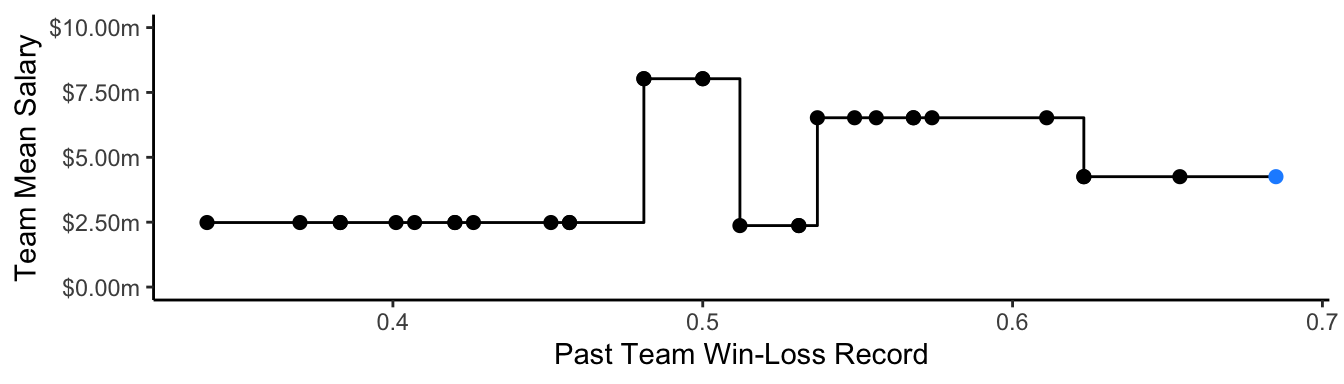 Team Mean Salary
$10.00m
$7.50m
$5.00m
$2.50m
$0.00m
0.4 0.5 0.6 0.7
Past Team Win-Loss Record